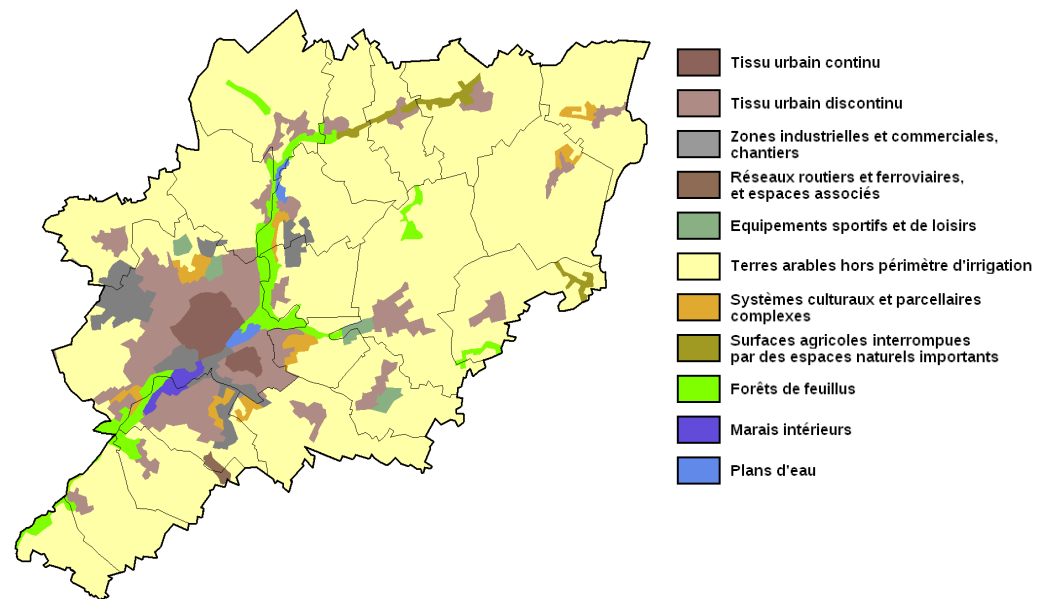 Tissu urbain continu
Tissu urbain discontinu
Zones industrielles et commerciales,
chantiers
Réseaux routiers et ferroviaires,
et espaces associés
Equipements sportifs et de loisirs
Terres arables hors périmètre d'irrigation
Systèmes culturaux et parcellaires
complexes
Surfaces agricoles interrompues
par des espaces naturels importants
Forêts de feuillus
Marais intérieurs
Plans d'eau